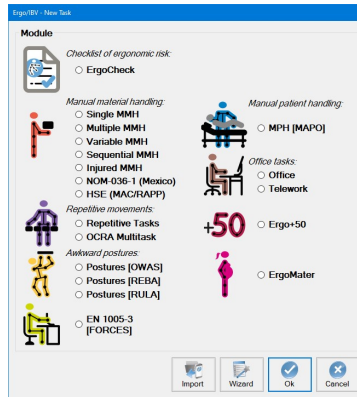 Ergo/IBV - New Task
Module
Checklist of ergonomic risk:
ErgoCheck
Manual material handling:
Single MMH
Multiple MMH
Variable MMH
Sequential MMH
Injured MMH
NOM-036-1 (Mexico)
HSE (MAC/RAPP)
Repetitive movements:
Repetitive Tasks
OCRA Multitask
Awkward postures:
Postures [OWAS]
Postures [REBA]
Postures [RULA]
EN 1005-3
[FORCES]
Manual patient handling:
MPH [MAPO]
Office tasks:
Office
Telework
+50
Ergo+50
ErgoMater
Import
Wizard
Ok
Cancel